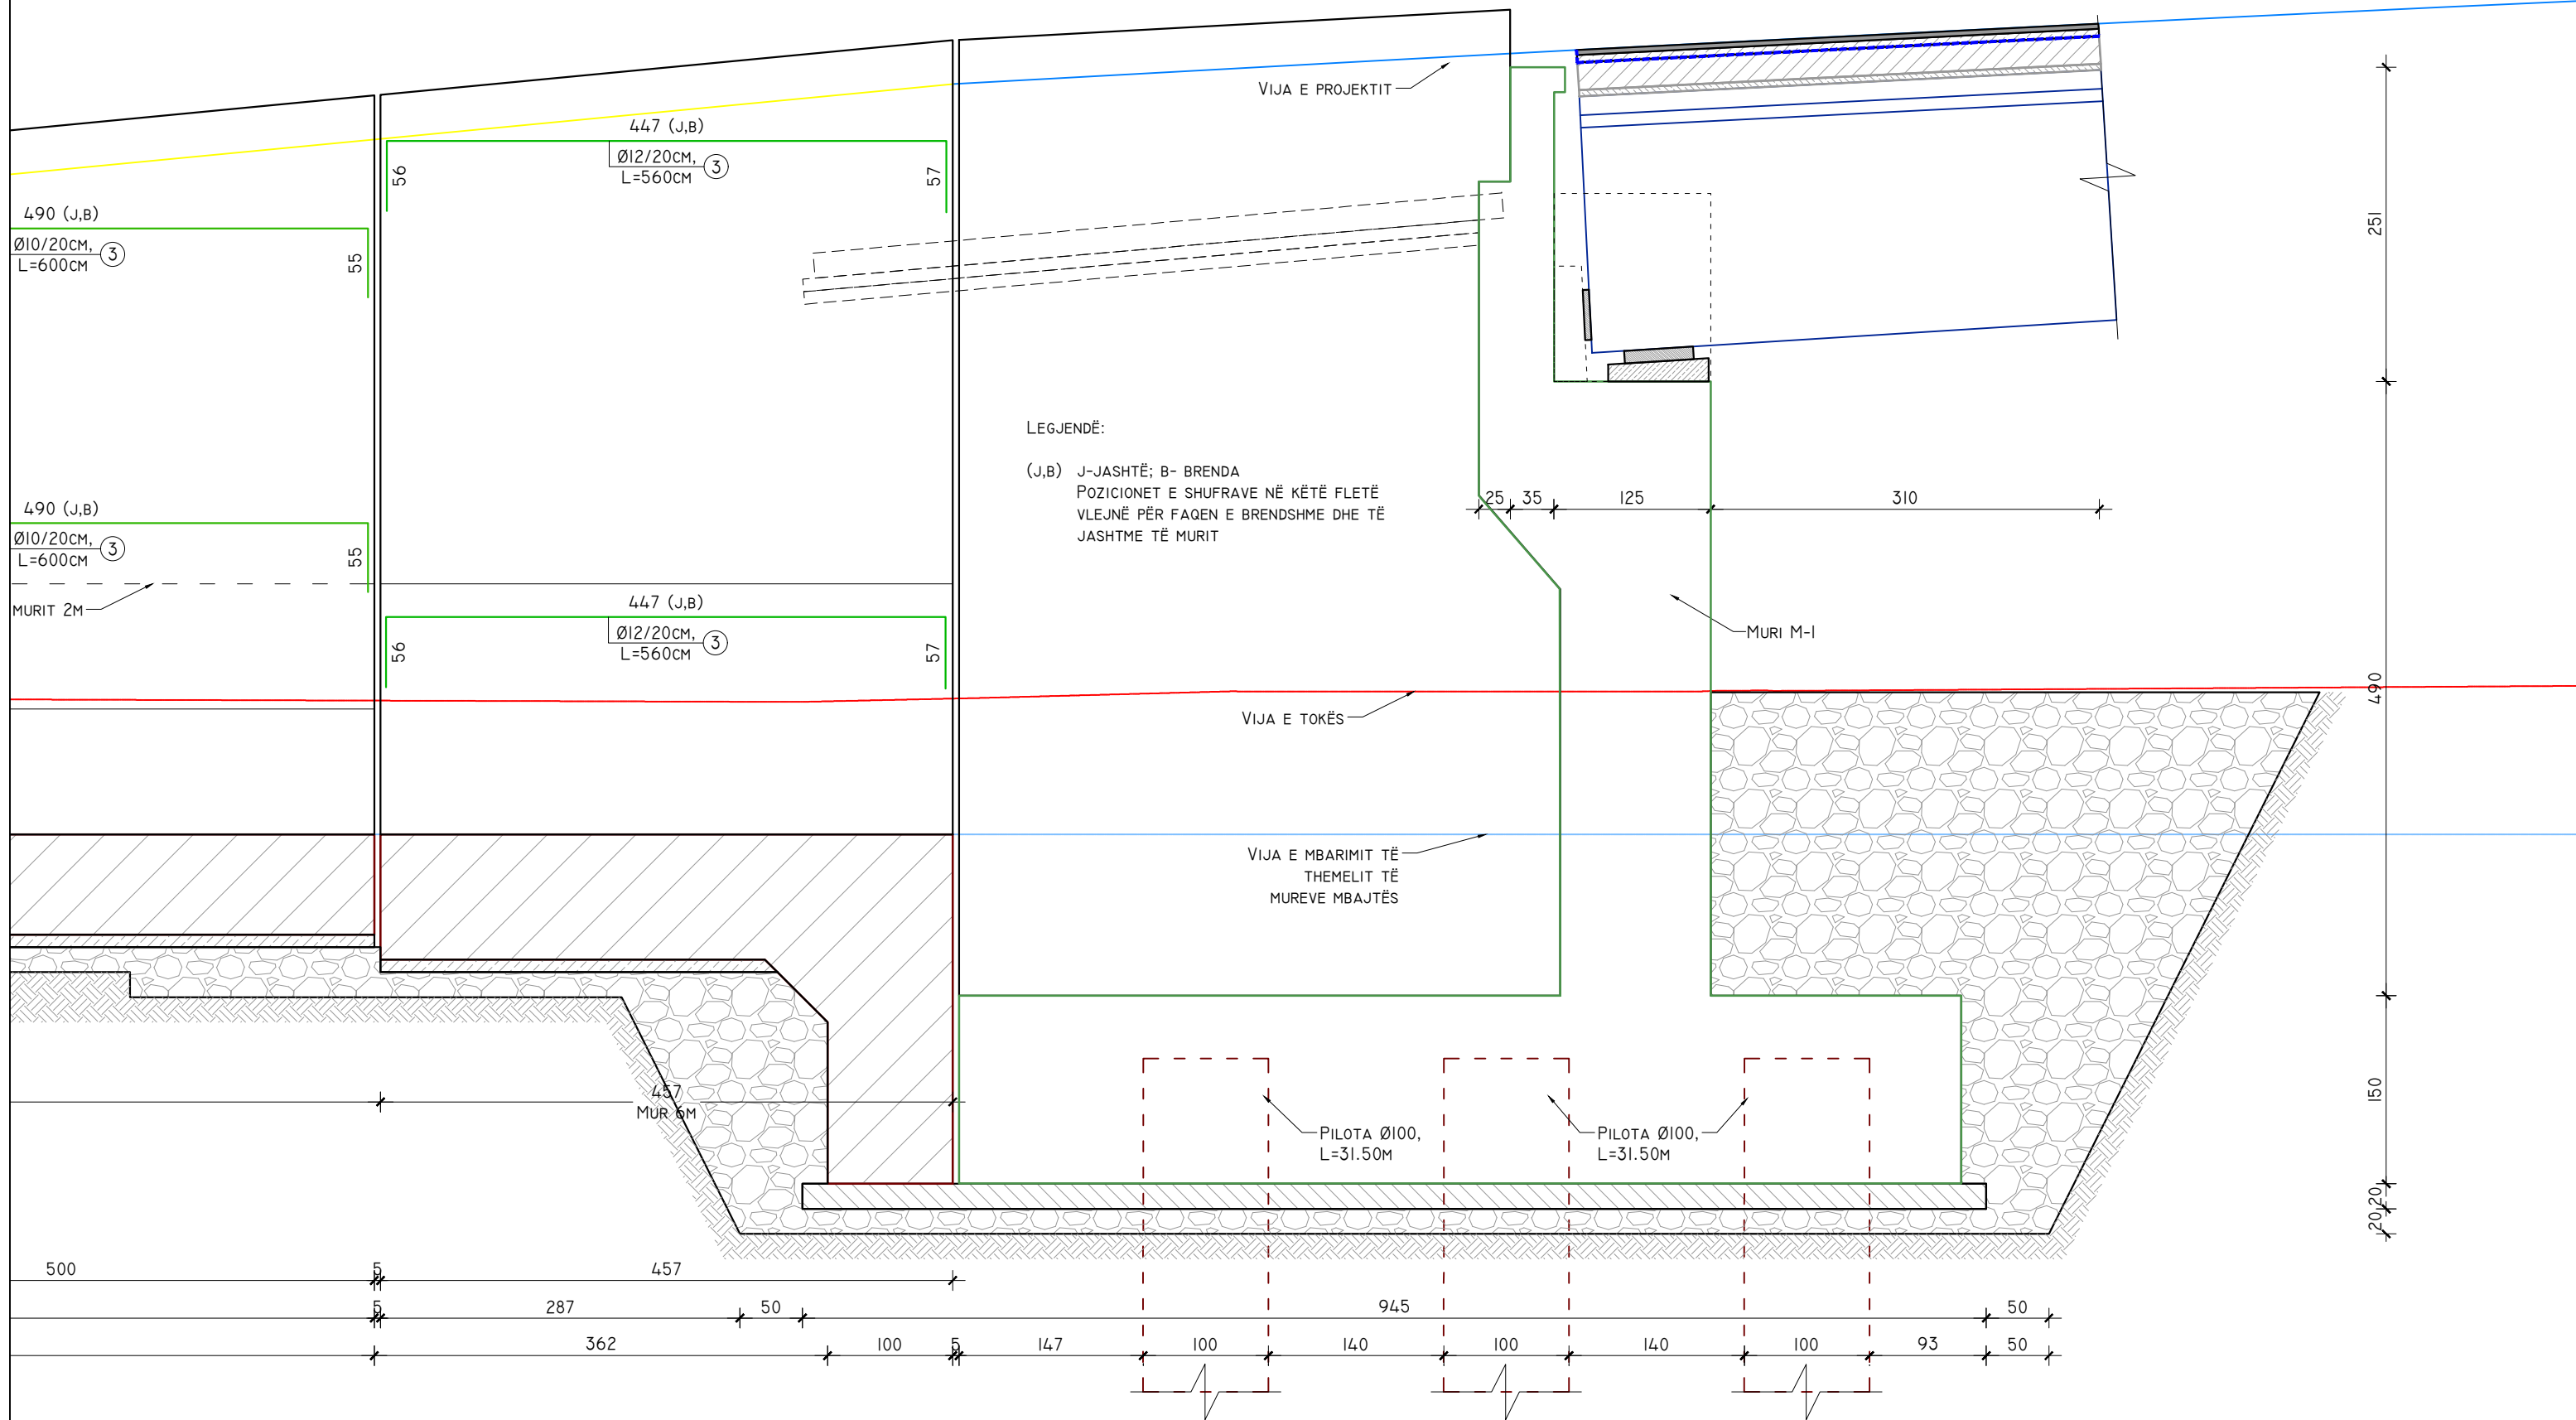 VIJA E PROJEKTIT
447 (J,B)
Ø12/20CM,
3
L=560CM
56
57
490 (J,B)
Ø10/20CM,
3
L=600CM
55
251
LEGJENDË:
(J,B) J-JASHTË; B- BRENDA
POZICIONET E SHUFRAVE NË KËTË FLETË
VLEJNË PËR FAQEN E BRENDSHME DHE TË
JASHTME TË MURIT
25 35 125 310
490 (J,B)
Ø10/20CM,
3
L=600CM
55
MURIT 2M
447 (J,B)
Ø12/20CM,
3
L=560CM
56
57
MURI M-1
490
VIJA E TOKËS
VIJA E MBARIMIT TË
THEMELIT TË
MUREVE MBAJTËS
457
MUR 6M
PILOTA Ø100,
L=31.50M
PILOTA Ø100,
L=31.50M
150
20
20
500 5 457
5 287 50 945 50
362 100 5 147 100 140 100 140 100 93 50